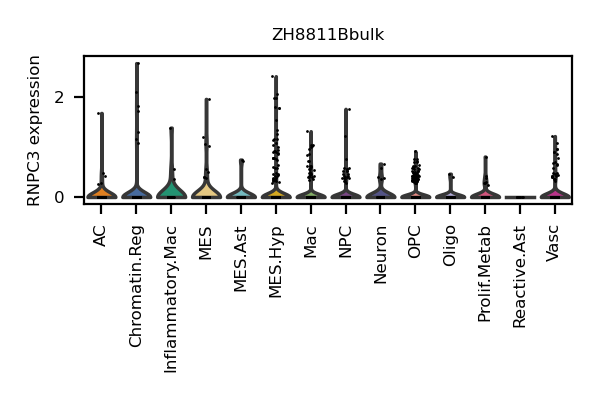 ZH8811Bbulk
RNPC3 expression
2
0
AC
Chromatin.Reg
Inflammatory.Mac
MES
MES.Ast
MES.Hyp
Mac
NPC
Neuron
OPC
Oligo
Prolif.Metab
Reactive.Ast
Vasc